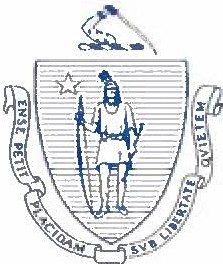 ENSE PETIT
PLACIDAM
SVB LIBERTATE
QVIETEM